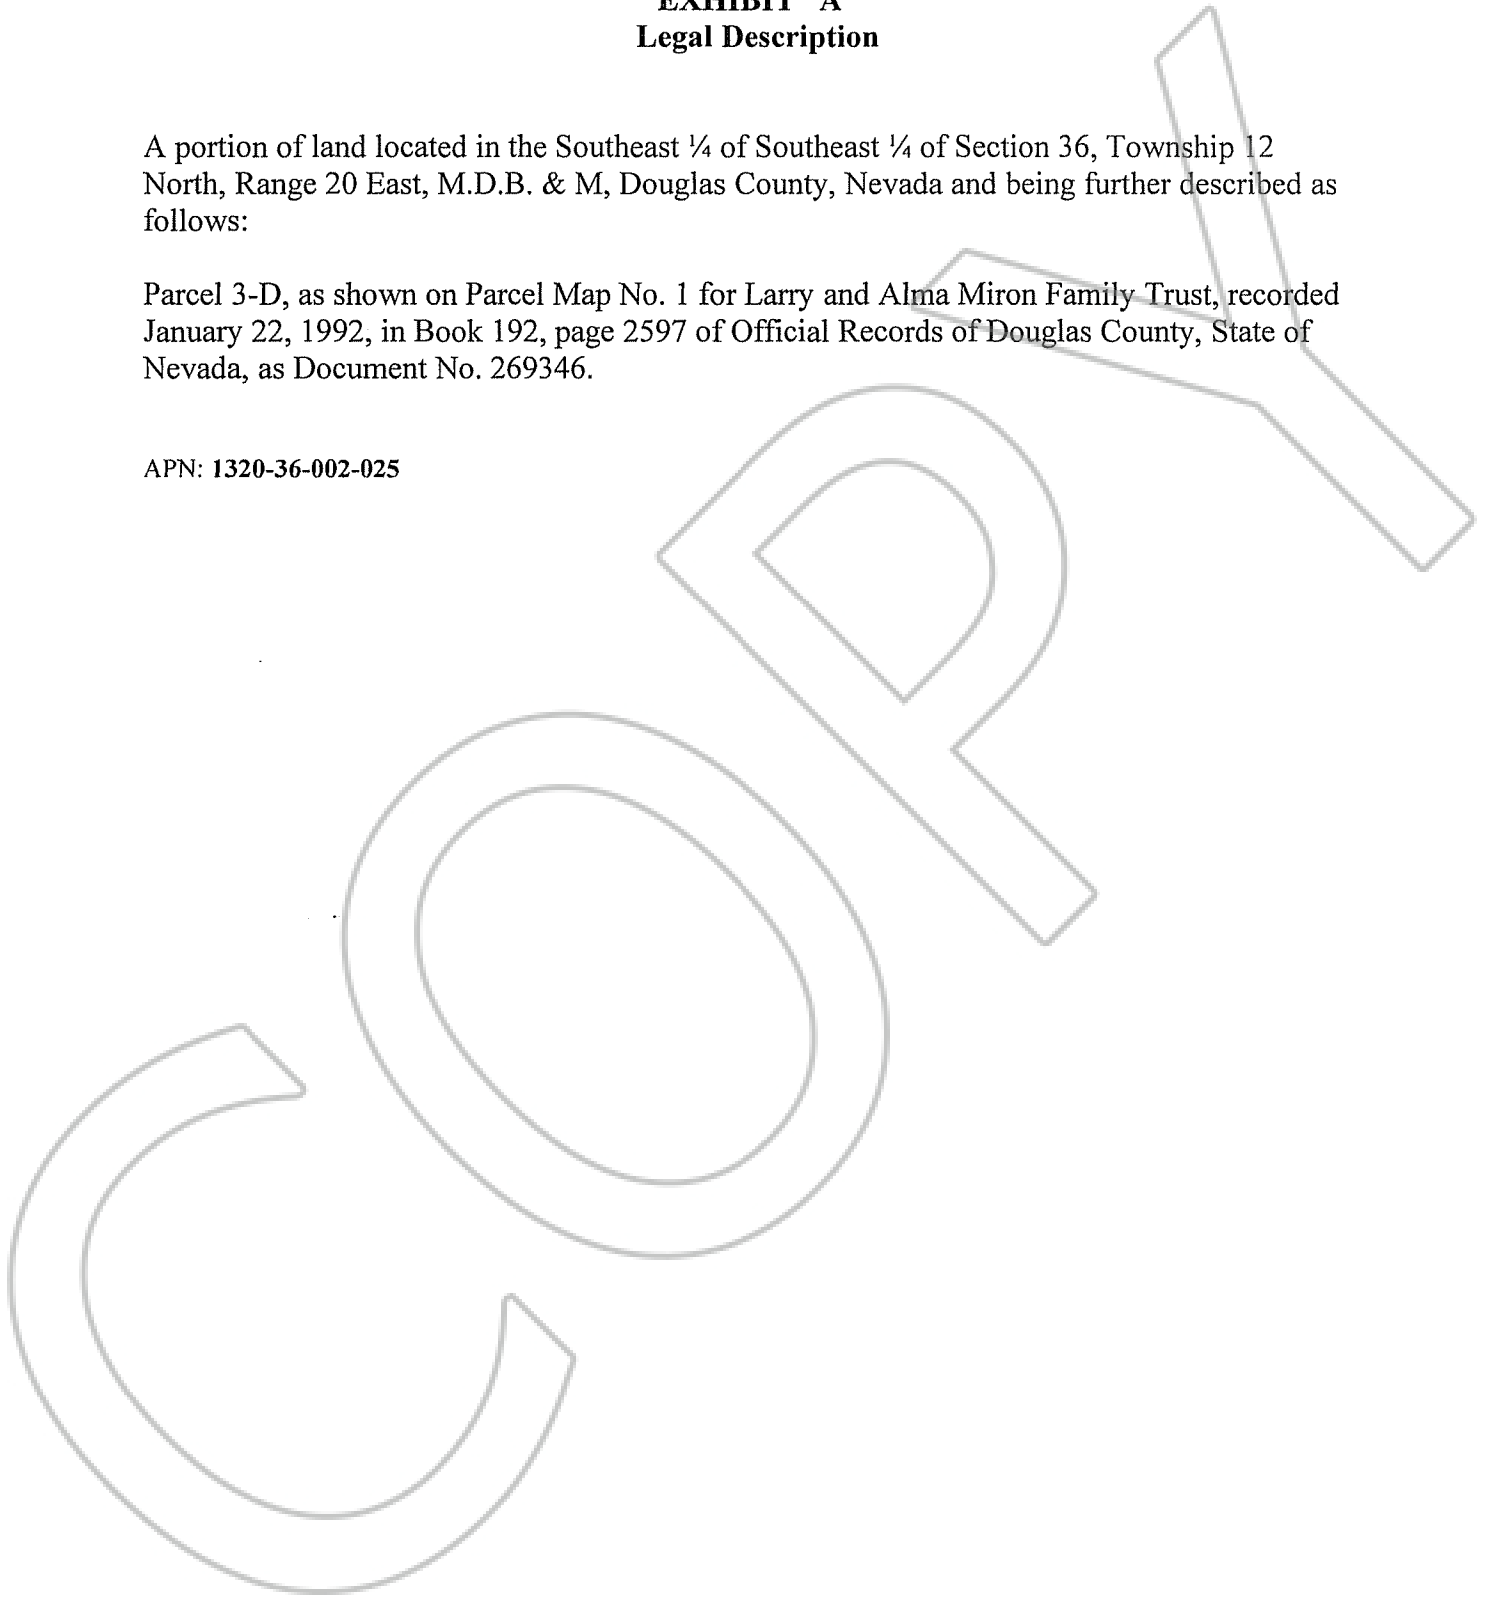 EXHIBIT A
Legal Description
A portion of land located in the Southeast ¼ of Southeast ¼ of Section 36, Township 12
North, Range 20 East, M.D.B. & M, Douglas County, Nevada and being further described as
follows:
Parcel 3-D, as shown on Parcel Map No. 1 for Larry and Alma Miron Family Trust, recorded
January 22, 1992, in Book 192, page 2597 of Official Records of Douglas County, State of
Nevada, as Document No. 269346.
APN: 1320-36-002-025
COPY